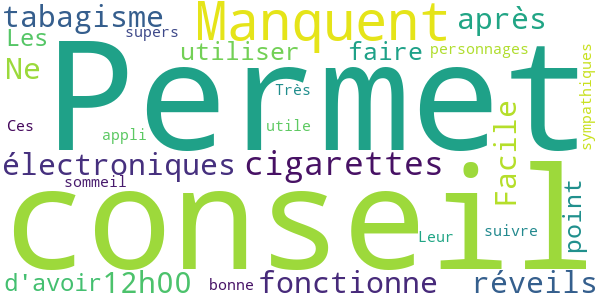 tabagisme
Manquent
après
supers
Les
utiliser
faire
personnages
Ne
Permet
sympathiques
Très
Ces
appli
utile
Facile
électroniques
cigarettes
sommeil
conseil
point
Leur
suivre
d'avoir
12h00
bonne
fonctionne
réveils